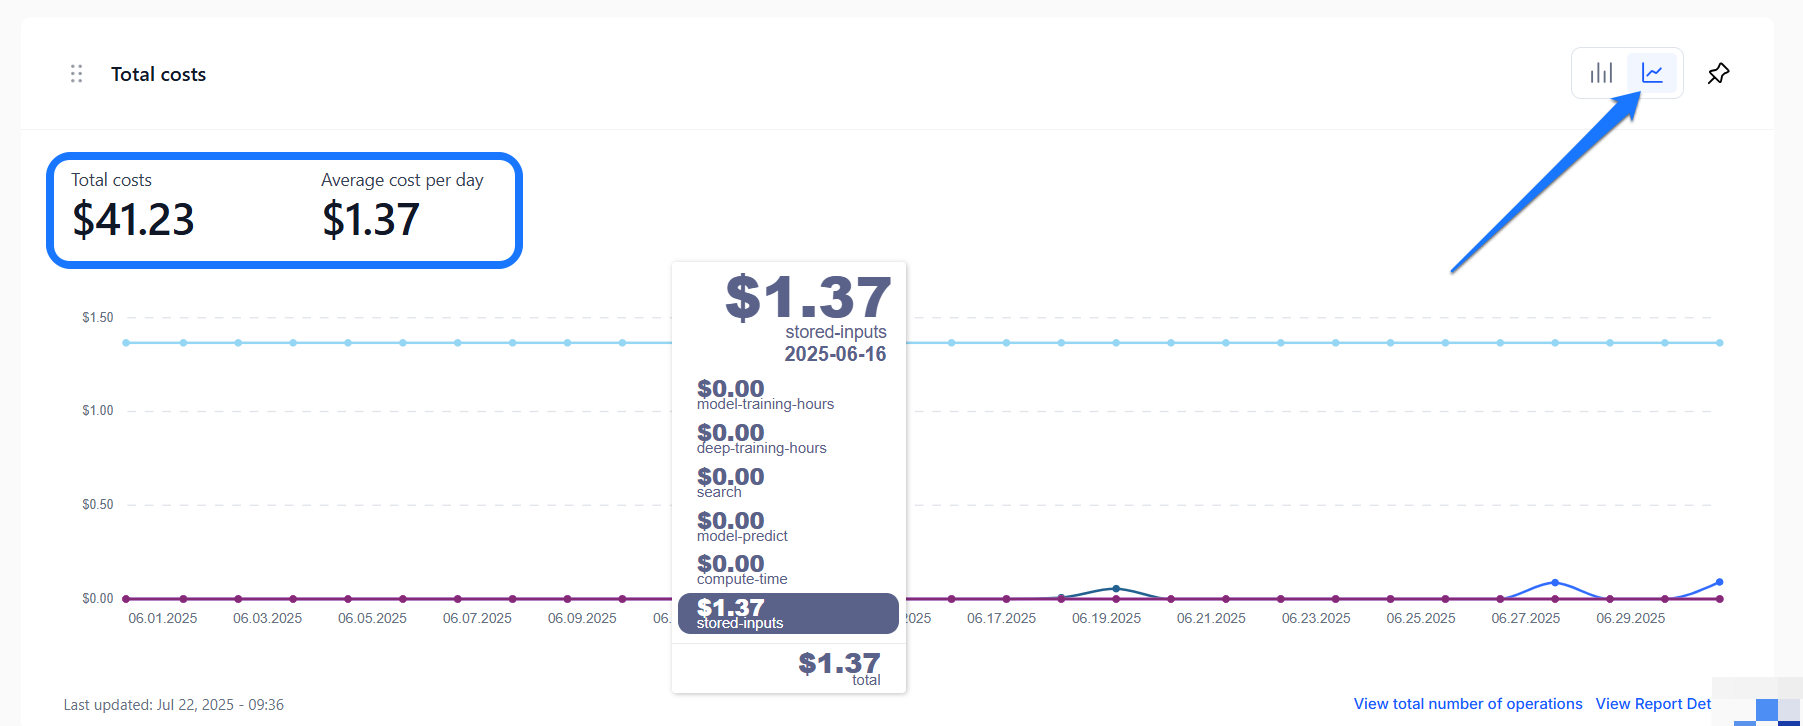 Total costs
Total costs
Average cost per day
$41.23
$1.37
$1.37
stored-inputs
2025-06-16
$0.00
model-training-hours
$0.00
deep-training-hours
$0.00
search
$0.00
model-predict
$0.00
compute-time
$1.37
stored-inputs
$1.37
total
$1.50
$1.00
$0.50
$0.00
06.01.2025 06.03.2025 06.05.2025 06.07.2025 06.09.2025 06. 2025 06.17.2025 06.19.2025 06.21.2025 06.23.2025 06.25.2025 06.27.2025 06.29.2025
Last updated: Jul 22, 2025 - 09:36
View total number of operations View Report Det